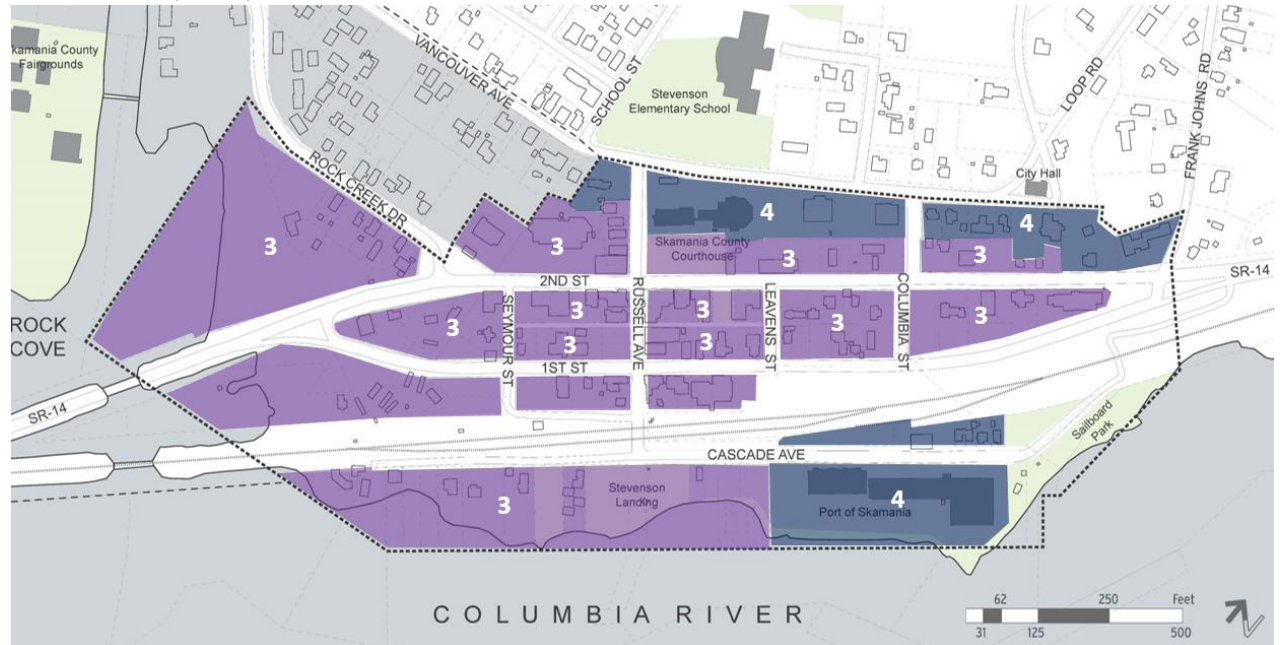 Skamania County
Fairgrounds
VANCOUVER AVE
SCHOOL ST
Stevenson
Elementary School
LOOP RD
FRANK JOHNS RD
City Hall
ROCK CREEK DR
4
4
3
3
Skamania County
Courthouse
3
3
2ND ST
SR-14
ROCK
COVE
SEYMOUR ST
RUSSELL AVE
LEAVENS ST
COLUMBIA ST
3
3
3
3
3
3
3
1ST ST
SR-14
Sailboard
Park
CASCADE AVE
3
Stevenson
Landing
4
Port of Skamania
COLUMBIA RIVER
62 250 Feet
31 125 500